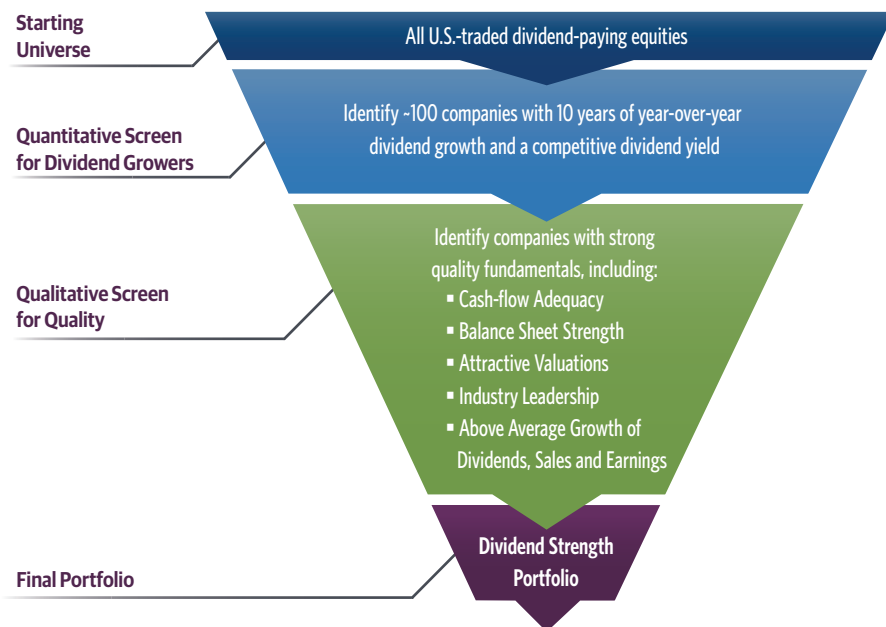 Starting
Universe
All U.S.-traded dividend-paying equities
Quantitative Screen
for Dividend Growers
Identify ~100 companies with 10 years of year-over-year
dividend growth and a competitive dividend yield
Qualitative Screen
for Quality
Identify companies with strong
quality fundamentals, including:
▪ Cash-flow Adequacy
▪ Balance Sheet Strength
▪ Attractive Valuations
▪ Industry Leadership
▪ Above Average Growth of
Dividends, Sales and Earnings
Final Portfolio
Dividend Strength
Portfolio